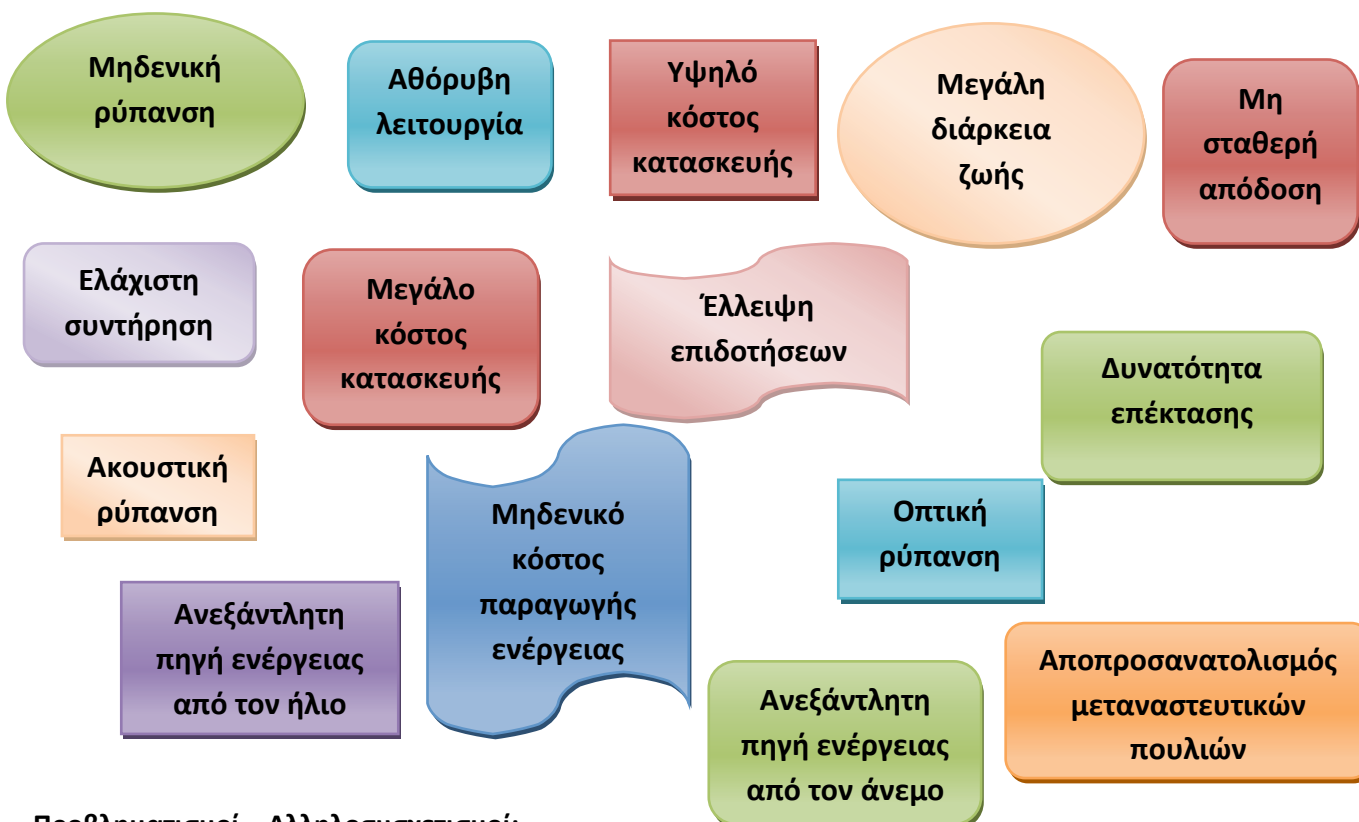 Μηδενική
ρύπανση
Αθόρυβη
λειτουργία
Υψηλό
κόστος
κατασκευής
Μεγάλη
διάρκεια
ζωής
Μη
σταθερή
απόδοση
Ελάχιστη
συντήρηση
Μεγάλο
κόστος
κατασκευής
Έλλειψη
επιδοτήσεων
Δυνατότητα
επέκτασης
Ακουστική
ρύπανση
Μηδενικό
κόστος
παραγωγής
ενέργειας
Οπτική
ρύπανση
Ανεξάντλητη
πηγή ενέργειας
από τον ήλιο
Ανεξάντλητη
πηγή ενέργειας
από τον άνεμο
Αποπροσανατολισμός
μεταναστευτικών
πουλιών
Προβληματισμοί – Αλληλοσυσχετισμοί: